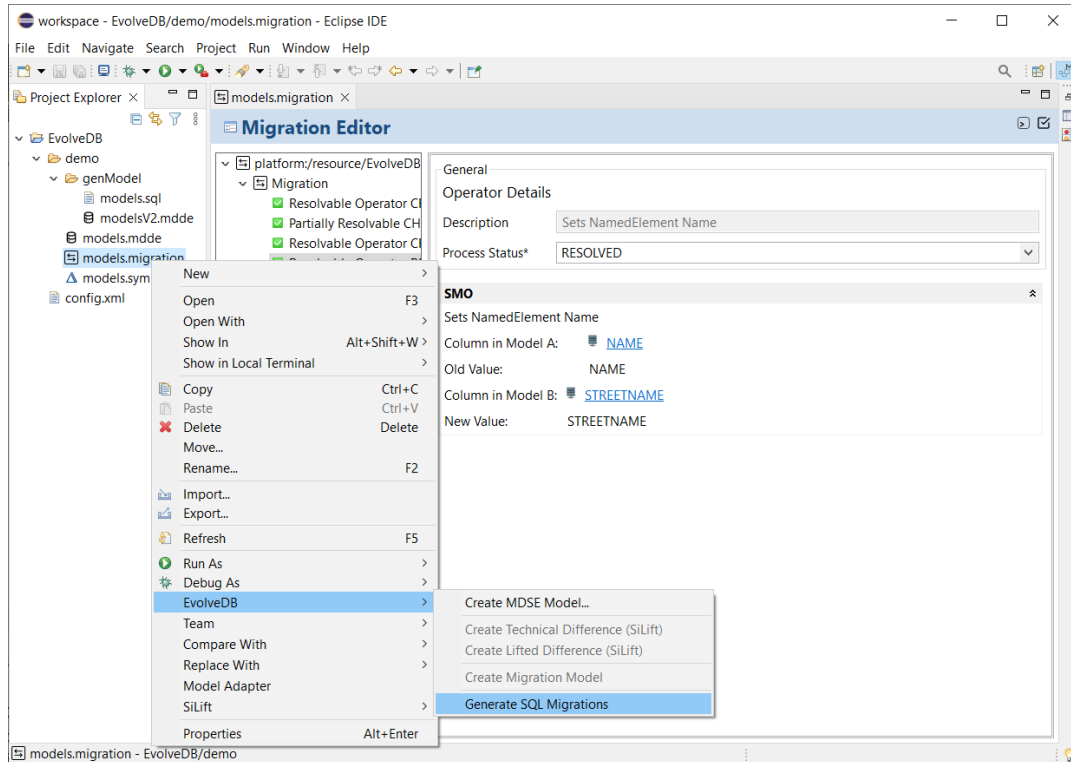 workspace - EvolveDB/demo/models.migration - Eclipse IDE
File Edit Navigate Search Project Run Window Help
Project Explorer
models.migration
EvolveDB
demo
genModel
models.sql
modelsV2.mdde
models.mdde
models.migration
models.sym
config.xml
Migration Editor
platform:/resource/EvolveDB
Migration
Resolvable Operator
Partially Resolvable CH
Resolvable Operator
General
Operator Details
Description Sets NamedElement Name
Process Status* RESOLVED
SMO
Sets NamedElement Name
Column in Model A: NAME
Old Value: NAME
Column in Model B: STREETNAME
New Value: STREETNAME
New
Open F3
Open With
Show In Alt+Shift+W
Show in Local Terminal
Copy Ctrl+C
Paste Ctrl+V
Delete Delete
Move...
Rename... F2
Import...
Export...
Refresh F5
Run As
Debug As
EvolveDB
Team
Compare With
Replace With
Model Adapter
SiLift
Properties Alt+Enter
Create MDSE Model...
Create Technical Difference (SiLift)
Create Lifted Difference (SiLift)
Create Migration Model
Generate SQL Migrations
models.migration - EvolveDB/demo